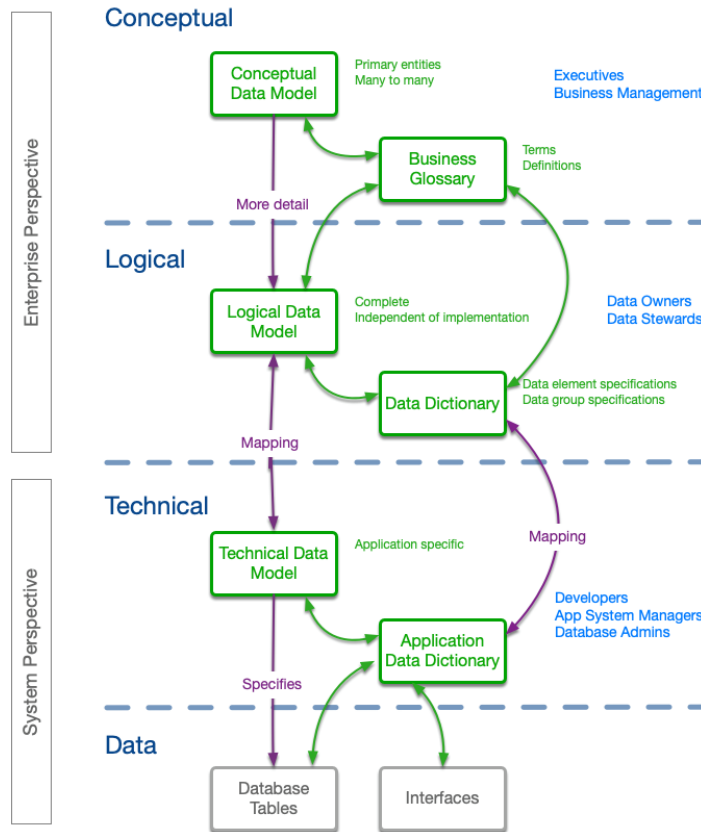 Conceptual
Conceptual
Data Model
Primary entities
Many to many
Executives
Business Management
Business
Glossary
Terms
Definitions
More detail
Enterprise Perspective
Logical
Logical Data
Model
Complete
Independent of implementation
Data Owners
Data Stewards
Data Dictionary
Data element specifications
Data group specifications
Mapping
Technical
Technical Data
Model
Application specific
Mapping
System Perspective
Developers
App System Managers
Database Admins
Application
Data Dictionary
Specifies
Data
Database
Tables
Interfaces